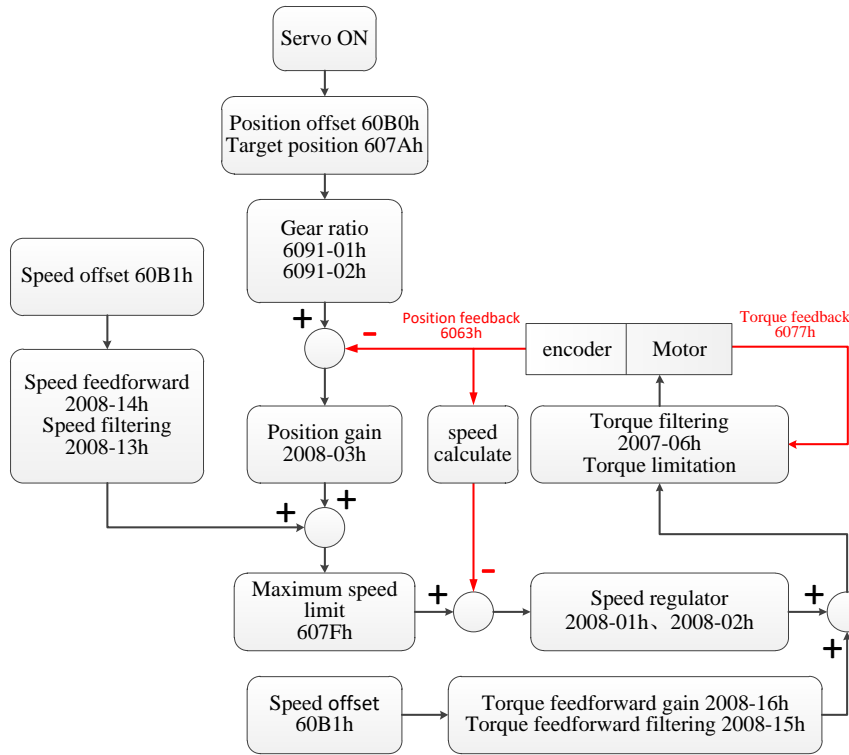 Servo ON
Position offset 60B0h
Target position 607Ah
Gear ratio
6091-01h
6091-02h
Speed offset 60B1h
+
-
Position feedback
6063h
encoder
Motor
Torque feedback
6077h
Speed feedforward
2008-14h
Speed filtering
2008-13h
Position gain
2008-03h
speed
calculate
Torque filtering
2007-06h
Torque limitation
+
+
Maximum speed
limit
607Fh
+
-
Speed regulator
2008-01h、2008-02h
+
+
Speed offset
60B1h
Torque feedforward gain 2008-16h
Torque feedforward filtering 2008-15h